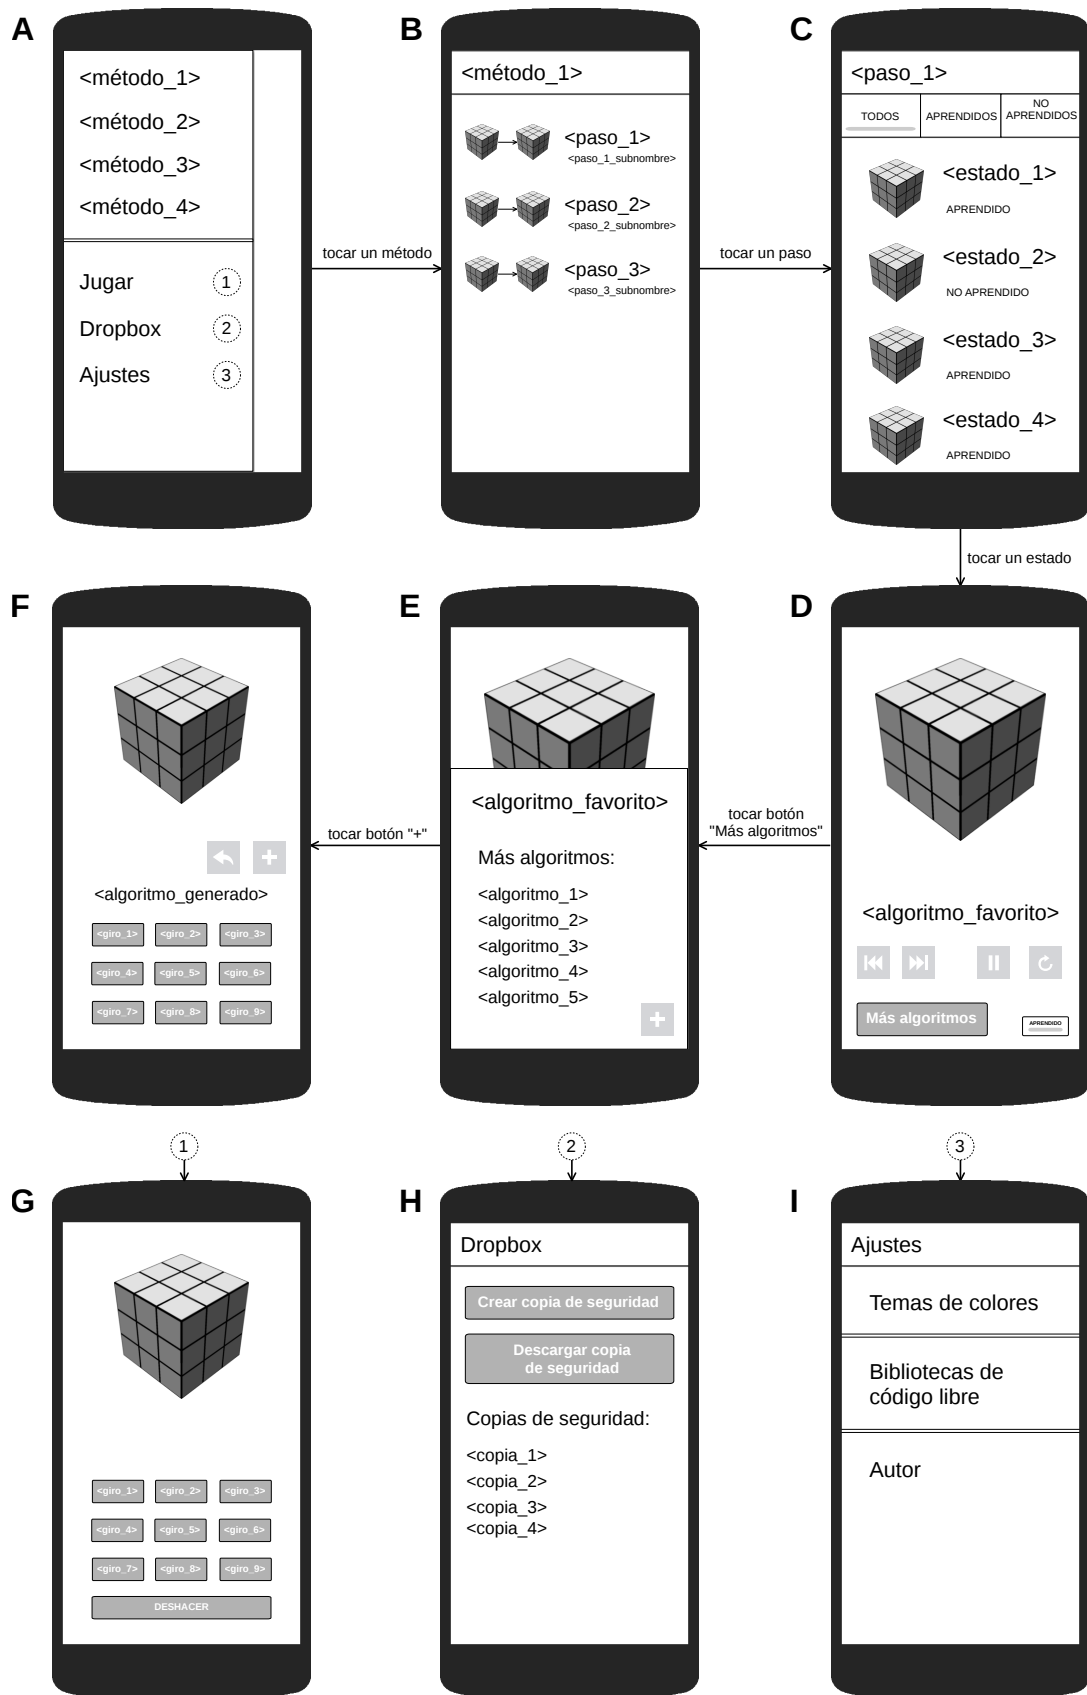 A
<método_1>
<método_2>
<método_3>
<método_4>
Jugar 1
Dropbox 2
Ajustes 3
tocar un método
B
<método_1>
<paso_1>
<paso_1_subnombre>
<paso_2>
<paso_2_subnombre>
<paso_3>
<paso_3_subnombre>
tocar un paso
C
<paso_1>
TODOS
APRENDIDOS
NO
APRENDIDOS
<estado_1>
APRENDIDO
<estado_2>
NO APRENDIDO
<estado_3>
APRENDIDO
<estado_4>
APRENDIDO
tocar un estado
D
<algoritmo_favorito>
Más algoritmos
APRENDIDO
tocar botón
"Más algoritmos"
E
<algoritmo_favorito>
Más algoritmos:
<algoritmo_1>
<algoritmo_2>
<algoritmo_3>
<algoritmo_4>
<algoritmo_5>
tocar botón "+"
F
<algoritmo_generado>
<giro_1> <giro_2> <giro_3>
<giro_4> <giro_5> <giro_6>
<giro_7> <giro_8> <giro_9>
1
G
<giro_1> <giro_2> <giro_3>
<giro_4> <giro_5> <giro_6>
<giro_7> <giro_8> <giro_9>
DESHACER
2
H
Dropbox
Crear copia de seguridad
Descargar copia
de seguridad
Copias de seguridad:
<copia_1>
<copia_2>
<copia_3>
<copia_4>
3
I
Ajustes
Temas de colores
Bibliotecas de
código libre
Autor